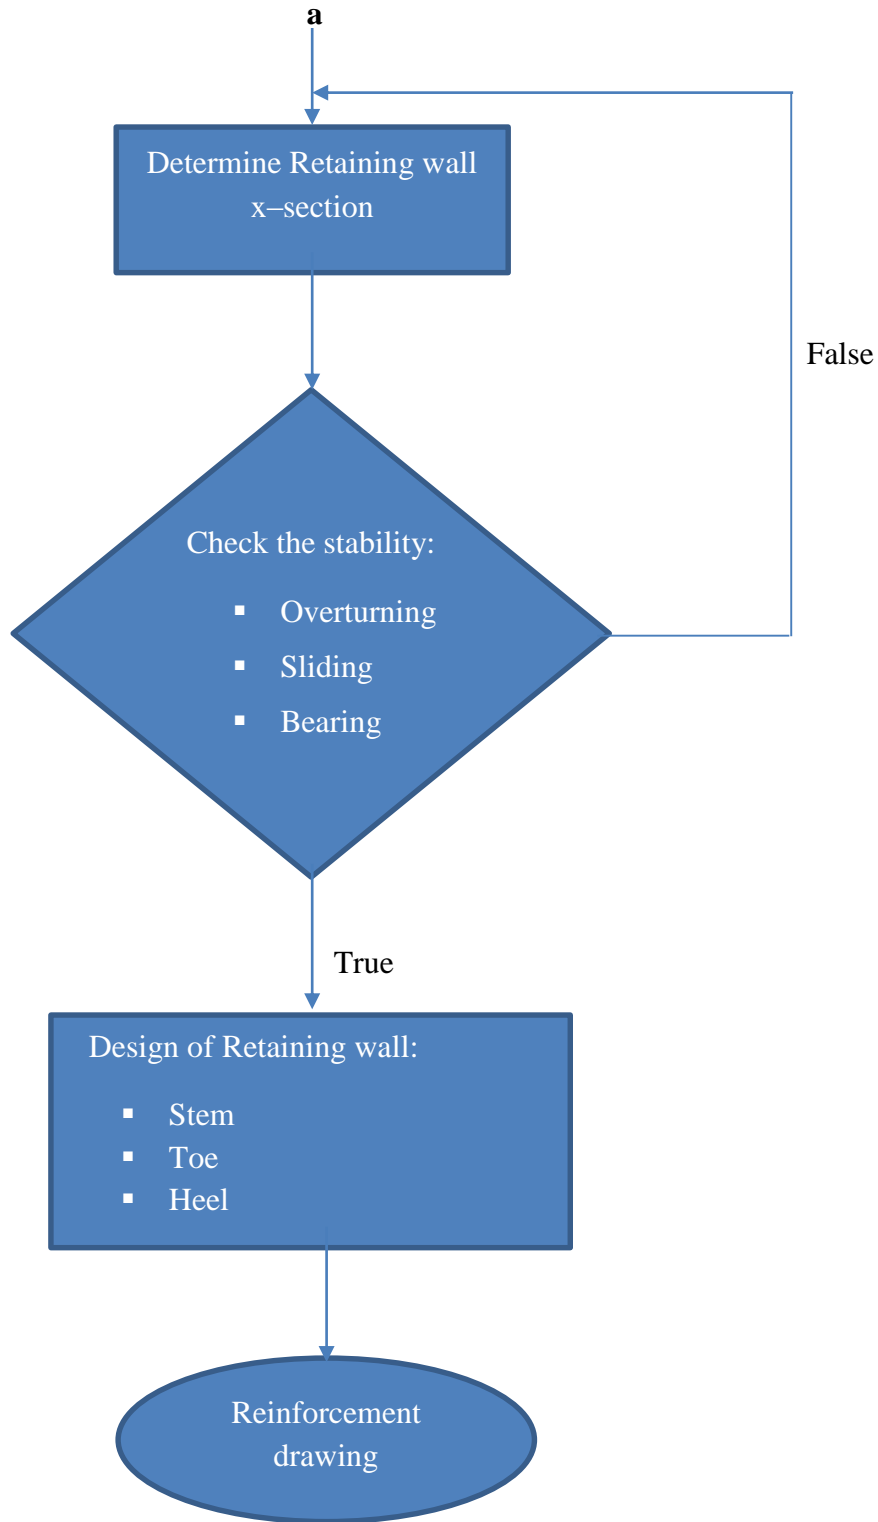 a
Determine Retaining wall
x–section
False
Check the stability:
▪ Overturning
▪ Sliding
▪ Bearing
True
Design of Retaining wall:
▪ Stem
▪ Toe
▪ Heel
Reinforcement
drawing